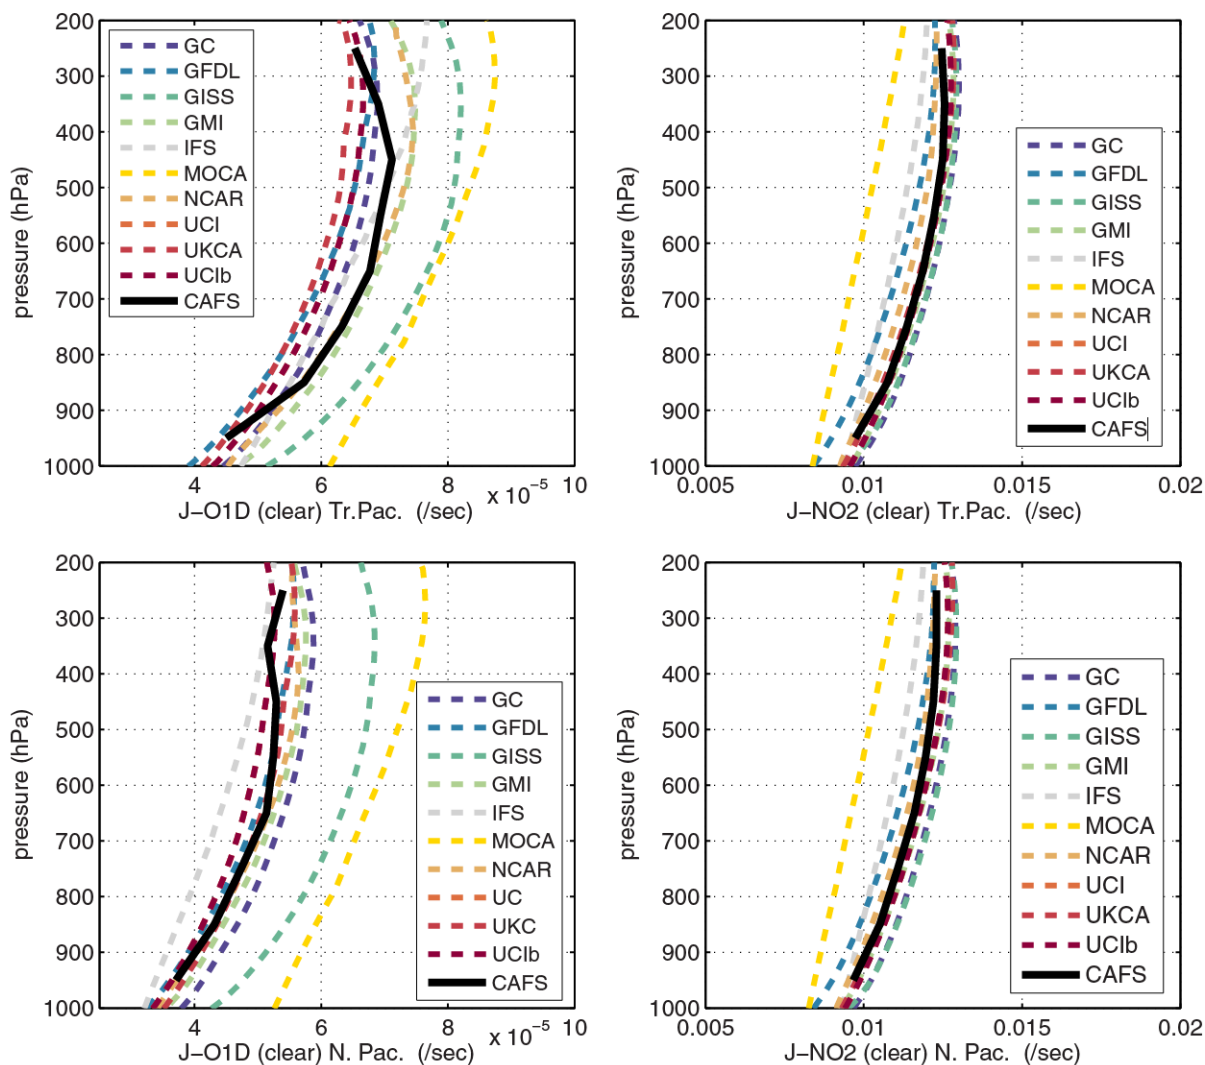 200
300
400
500
600
700
800
900
1000
pressure (hPa)
GC
GFDL
GISS
GMI
IFS
MOCA
NCAR
UCI
UKCA
UCIb
CAFS
4
6
8
10
x 10⁻⁵
J−O1D (clear) Tr.Pac. (/sec)
200
300
400
500
600
700
800
900
1000
pressure (hPa)
GC
GFDL
GISS
GMI
IFS
MOCA
NCAR
UCI
UKCA
UCIb
CAFS
0.005
0.01
0.015
0.02
J−NO2 (clear) Tr.Pac. (/sec)
200
300
400
500
600
700
800
900
1000
pressure (hPa)
GC
GFDL
GISS
GMI
IFS
MOCA
NCAR
UC
UKC
UCIb
CAFS
4
6
8
10
x 10⁻⁵
J−O1D (clear) N. Pac. (/sec)
200
300
400
500
600
700
800
900
1000
pressure (hPa)
GC
GFDL
GISS
GMI
IFS
MOCA
NCAR
UCI
UKCA
UCIb
CAFS
0.005
0.01
0.015
0.02
J−NO2 (clear) N. Pac. (/sec)